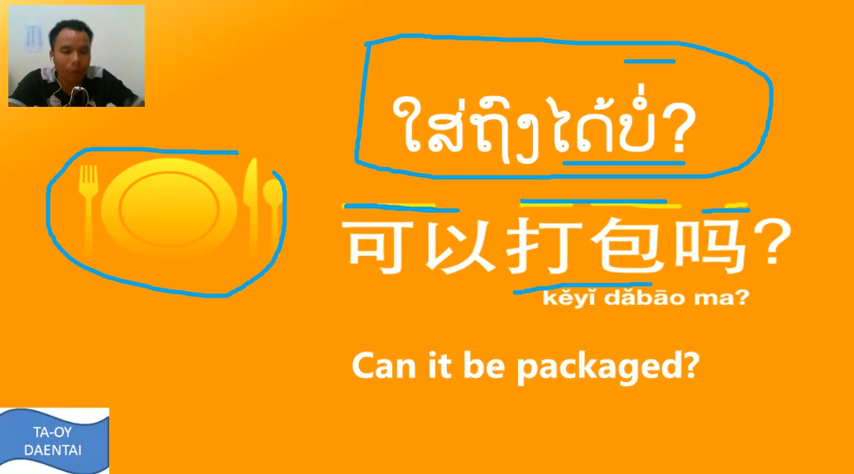 ໃສ່ຖົງໄດ້ບໍ່?
可以打包吗?
kěyǐ dǎbāo ma?
Can it be packaged?
TA-OY
DAENTAI